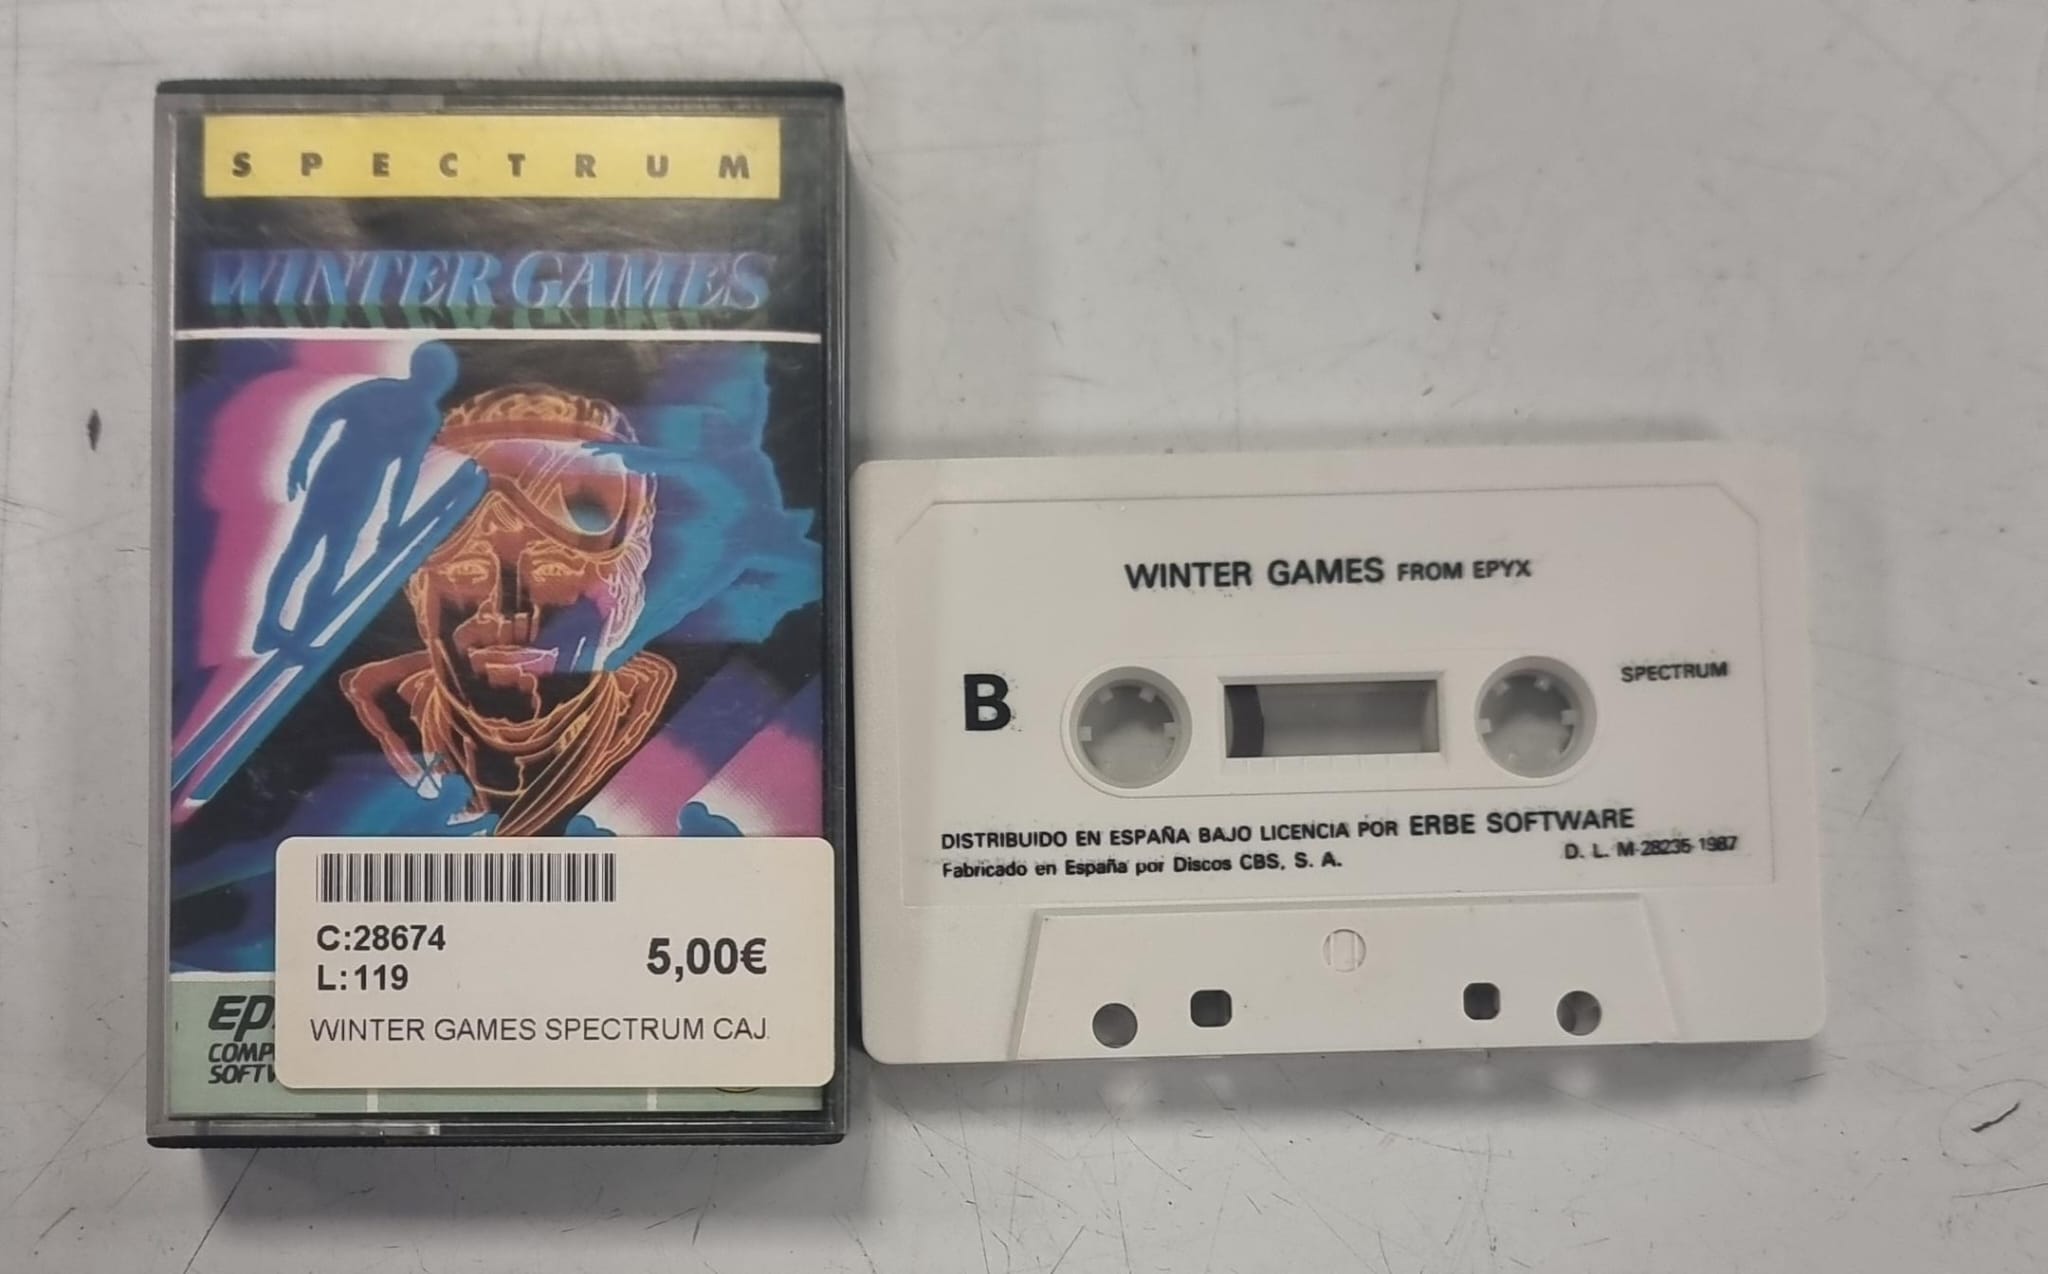 SPECTRUM
WINTER GAMES
C:28674
L:119
5,00€
WINTER GAMES SPECTRUM CAJ.
WINTER GAMES FROM EPYX
B
SPECTRUM
DISTRIBUIDO EN ESPAÑA BAJO LICENCIA POR ERBE SOFTWARE
Fabricado en España por Discos CBS, S. A.
D. L. M-28235-1987